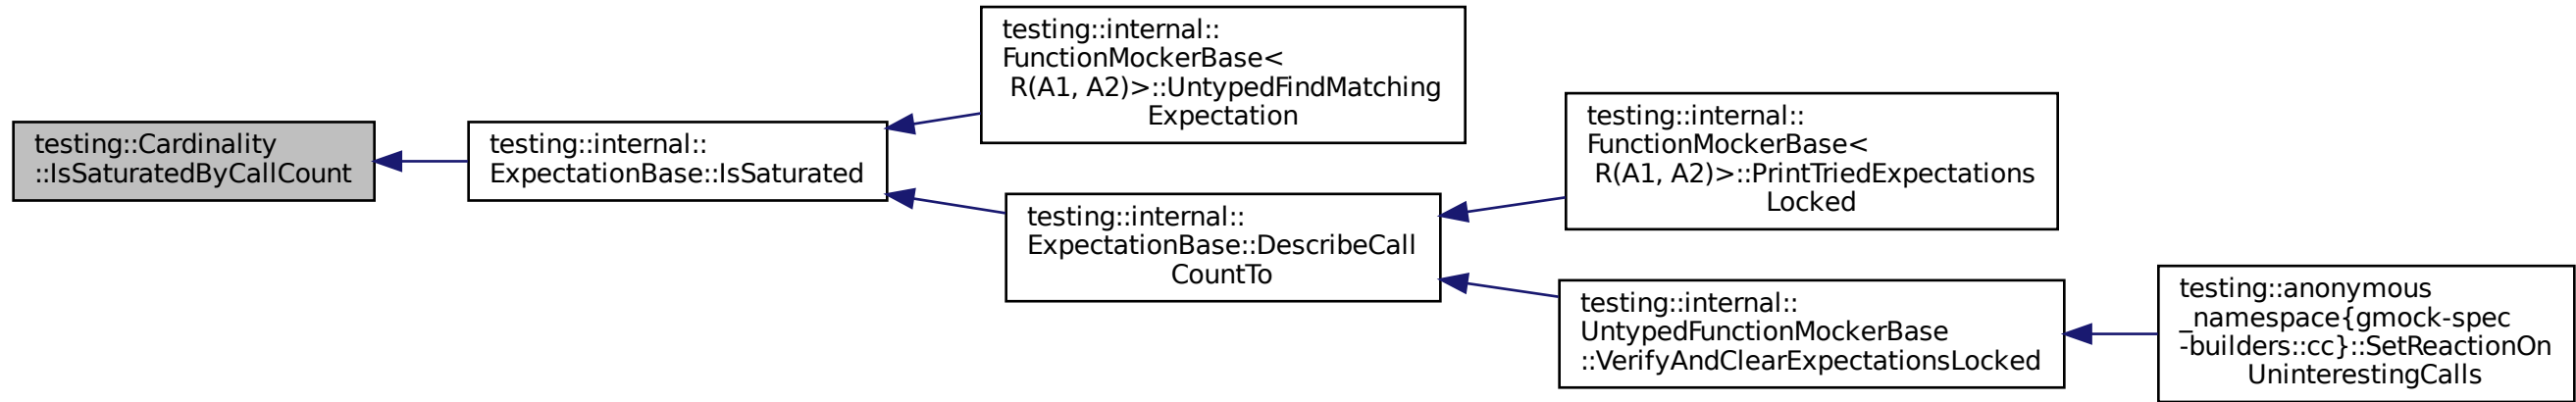 testing::Cardinality
::IsSaturatedByCallCount
testing::internal::
ExpectationBase::IsSaturated
testing::internal::
FunctionMockerBase<
R(A1, A2)>::UntypedFindMatching
Expectation
testing::internal::
ExpectationBase::DescribeCall
CountTo
testing::internal::
FunctionMockerBase<
R(A1, A2)>::PrintTriedExpectations
Locked
testing::internal::
UntypedFunctionMockerBase
::VerifyAndClearExpectationsLocked
testing::anonymous
_namespace{gmock-spec
-builders::cc}::SetReactionOn
UninterestingCalls